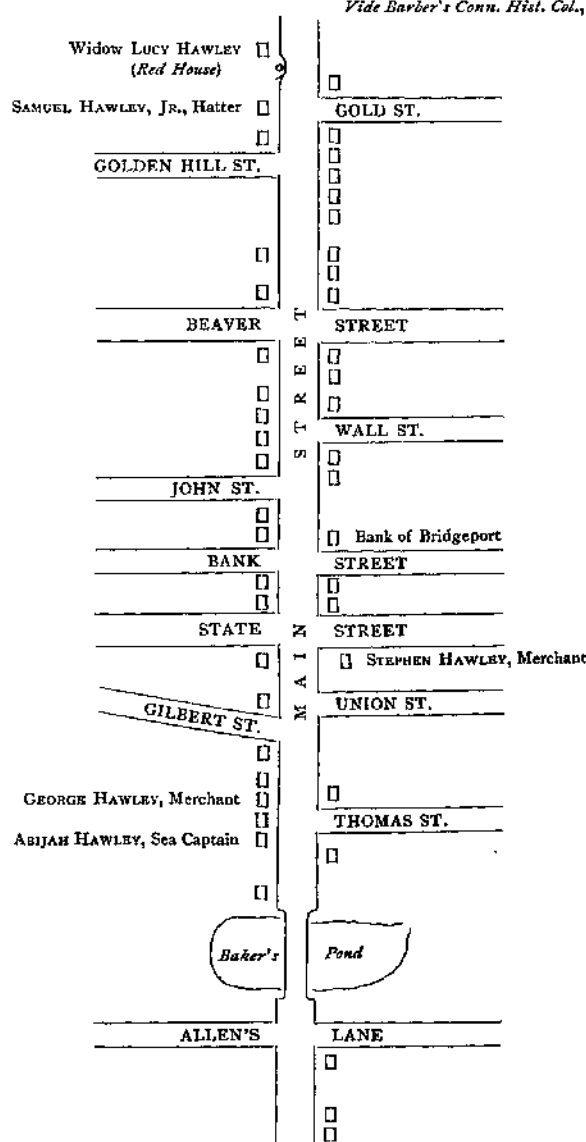 Vide Barber's Conn. Hist. Col.,
Widow LUCY HAWLEY
(Red House)
SAMUEL HAWLEY, JR., Hatter
GOLD ST.
GOLDEN HILL ST.
BEAVER STREET
WALL ST.
JOHN ST.
Bank of Bridgeport
BANK STREET
STATE STREET
MAIN STREET
STEPHEN HAWLEY, Merchant
UNION ST.
GILBERT ST.
GEORGE HAWLEY, Merchant
THOMAS ST.
ABIJAH HAWLEY, Sea Captain
Baker's Pond
ALLEN'S LANE